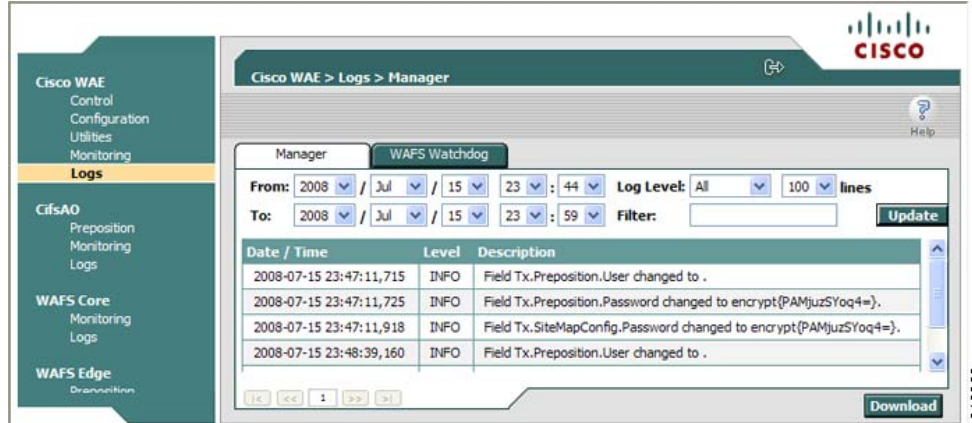 CISCO
Cisco WAE
Control
Configuration
Utilities
Monitoring
Logs
CifsAO
Preposition
Monitoring
Logs
WAFS Core
Monitoring
Logs
WAFS Edge
Preposition
Cisco WAE > Logs > Manager
Help
Manager WAFS Watchdog
From: 2008 / Jul / 15 23 : 44 Log Level: All 100 lines
To: 2008 / Jul / 15 23 : 59 Filter: Update
Date / Time Level Description
2008-07-15 23:47:11,715 INFO Field Tx.Preposition.User changed to .
2008-07-15 23:47:11,725 INFO Field Tx.Preposition.Password changed to encrypt{PAMjuzSYoq4=}.
2008-07-15 23:47:11,918 INFO Field Tx.SiteMapConfig.Password changed to encrypt{PAMjuzSYoq4=}.
2008-07-15 23:48:39,160 INFO Field Tx.Preposition.User changed to .
|< << 1 >> >|
Download